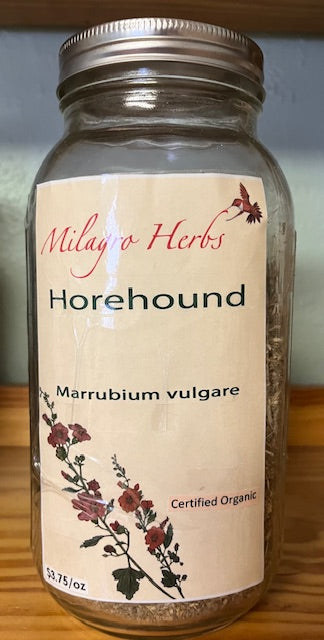 Milagro Herbs
Horehound
Marrubium vulgare
Certified Organic
$3.75/oz